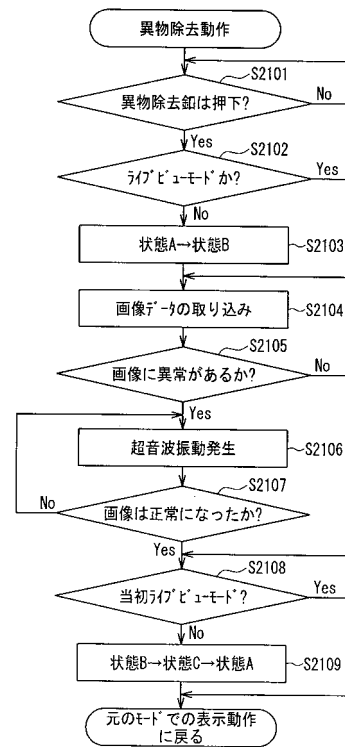 異物除去動作
S2101
異物除去釦は押下?
No
Yes
S2102
ﾗｲﾌﾞﾋﾞｭｰﾓｰﾄﾞか?
Yes
No
状態A→状態B
S2103
画像ﾃﾞｰﾀの取り込み
S2104
S2105
画像に異常があるか?
No
Yes
超音波振動発生
S2106
S2107
No
画像は正常になったか?
Yes
S2108
当初ﾗｲﾌﾞﾋﾞｭｰﾓｰﾄﾞ?
Yes
No
状態B→状態C→状態A
S2109
元のﾓｰﾄﾞでの表示動作
に戻る